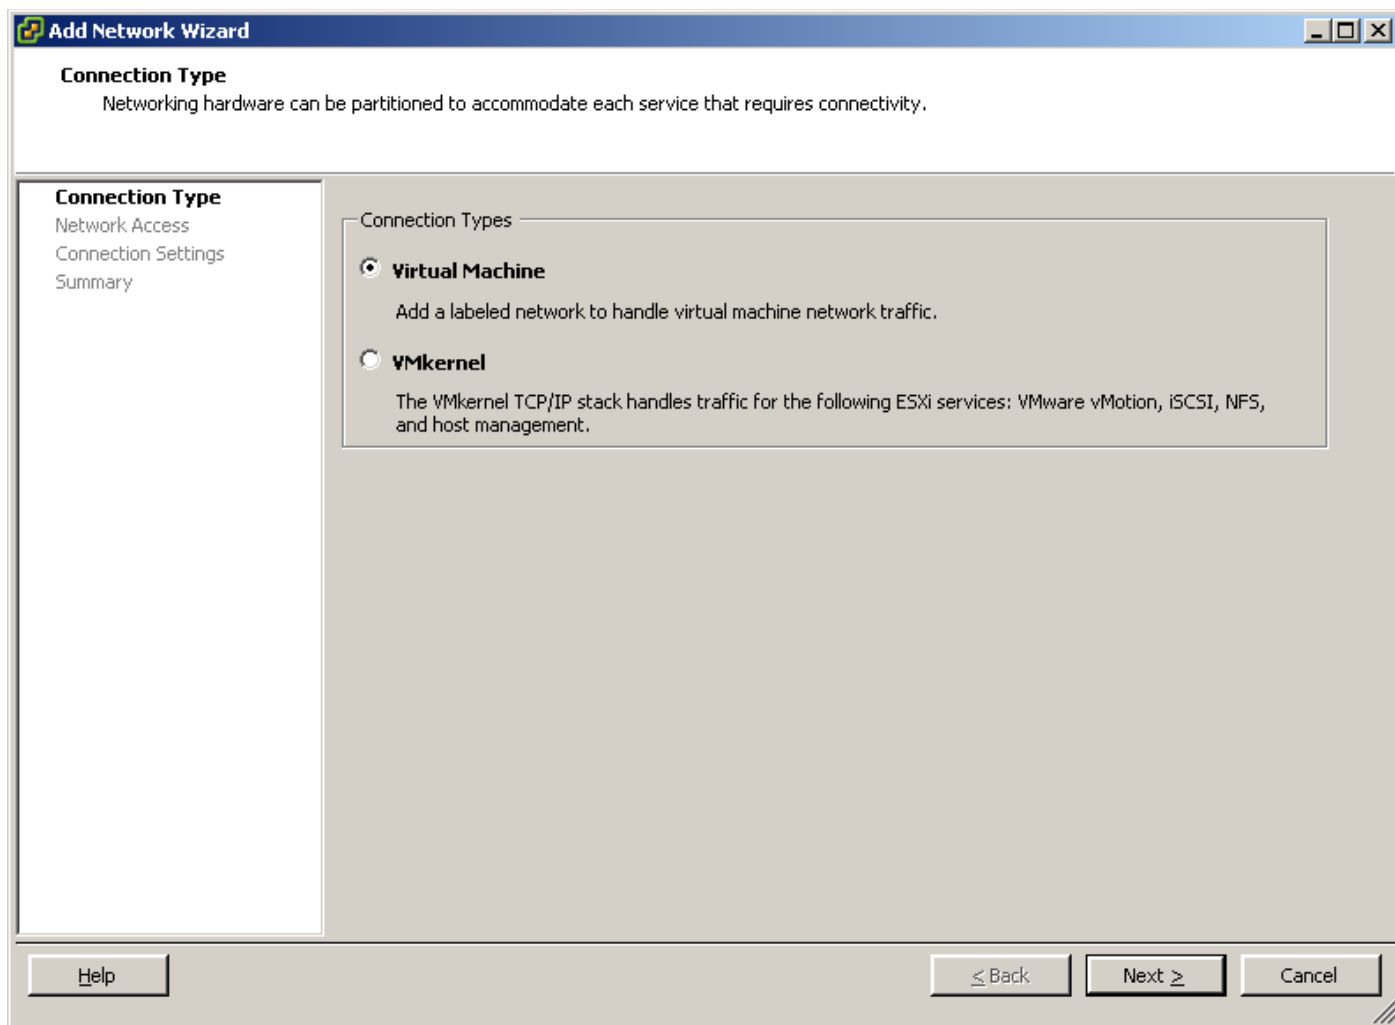 Add Network Wizard
Connection Type
Networking hardware can be partitioned to accommodate each service that requires connectivity.
Connection Type
Network Access
Connection Settings
Summary
Connection Types
Virtual Machine
Add a labeled network to handle virtual machine network traffic.
VMkernel
The VMkernel TCP/IP stack handles traffic for the following ESXi services: VMware vMotion, iSCSI, NFS,
and host management.
Help
< Back
Next >
Cancel